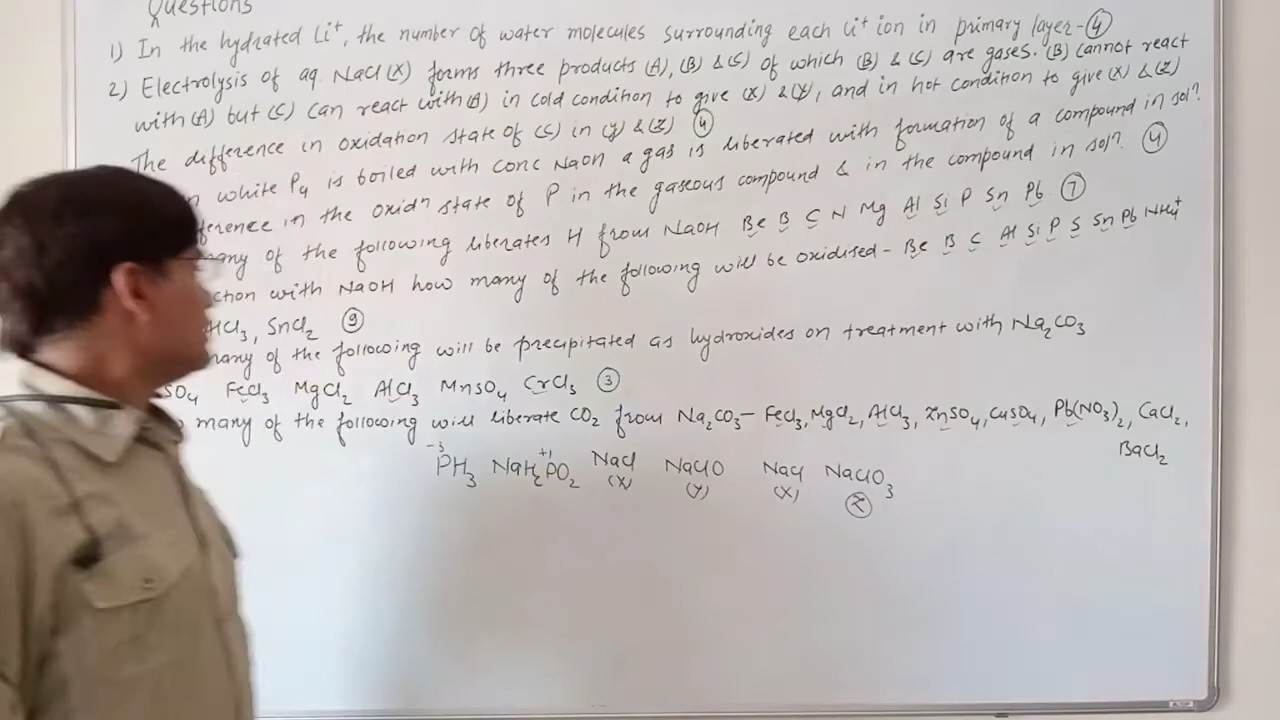 Questions
1) In the hydrated Li⁺, the number of water molecules surrounding each Li⁺ ion in primary layer - ④
2) Electrolysis of aq NaCl (X) forms three products (A), (B) & (C) of which (B) & (C) are gases. (B) cannot react
with (A) but (C) can react with (A) in cold condition to give (X) & (Y), and in hot condition to give (X) & (Z)
The difference in oxidation state of (C) in (Y) & (Z) ④
white P₄ is boiled with conc NaOH a gas is liberated with formation of a compound in solⁿ.
ference in the oxidⁿ state of P in the gaseous compound & in the compound in solⁿ. ④
any of the following liberates H from NaOH Be B C N Mg Al Si P Sn Pb ⑦
ction with NaOH how many of the following will be oxidised - Be B C Al Si P S Sn Pb NH₄⁺
AlCl₃, SnCl₂ ⑨
many of the following will be precipitated as hydroxides on treatment with Na₂CO₃
SO₄ FeCl₃ MgCl₂ AlCl₃ MnSO₄ CrCl₃ ③
many of the following will liberate CO₂ from Na₂CO₃ - FeCl₃, MgCl₂, AlCl₃, ZnSO₄, CuSO₄, Pb(NO₃)₂, CaCl₂,
BaCl₂
-3 +1
PH₃ NaH₂PO₂ NaCl NaClO NaCl NaClO₃
(X) (Y) (X) Z